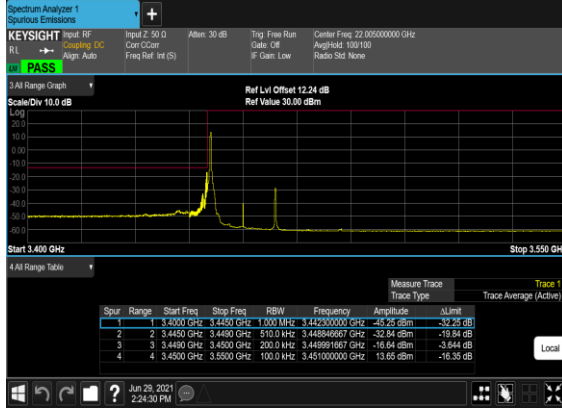 Spectrum Analyzer 1
Spurious Emissions
+
KEYSIGHT Input: RF Input Z: 50 Ω Atten: 30 dB Trig: Free Run Center Freq: 22.005000000 GHz
RL Coupling: DC Corr CCorr Gate: Off Avg|Hold: 100/100
Align: Auto Freq Ref: Int (S) IF Gain: Low Radio Std: None
PASS
3 All Range Graph Ref Lvl Offset 12.24 dB
Scale/Div 10.0 dB Ref Value 30.00 dBm
Log
20.0
10.0
0.00
-10.0
-20.0
-30.0
-40.0
-50.0
-60.0
Start 3.400 GHz Stop 3.550 GH
4 All Range Table
Measure Trace Trace 1
Trace Type Trace Average (Active)
Spur Range Start Freq Stop Freq RBW Frequency Amplitude ΔLimit
1 1 3.4000 GHz 3.4450 GHz 1.000 MHz 3.442300000 GHz -45.25 dBm -32.25 dB
2 2 3.4450 GHz 3.4490 GHz 510.0 kHz 3.448846667 GHz -32.84 dBm -19.84 dB
3 3 3.4490 GHz 3.4500 GHz 200.0 kHz 3.449991667 GHz -16.64 dBm -3.644 dB
4 4 3.4500 GHz 3.5500 GHz 100.0 kHz 3.451000000 GHz 13.65 dBm -16.35 dB
Local
? Jun 29, 2021
2:24:30 PM